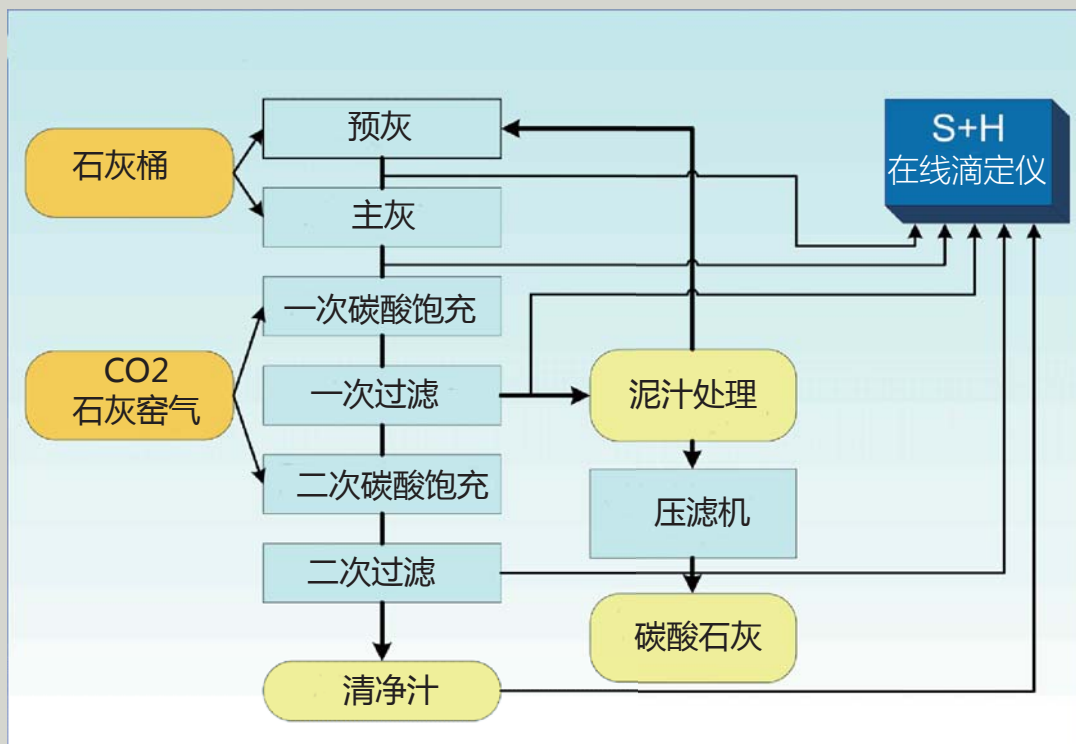 预灰
石灰桶
主灰
S+H
在线滴定仪
一次碳酸饱充
CO2
石灰窑气
一次过滤
泥汁处理
二次碳酸饱充
压滤机
二次过滤
碳酸石灰
清净汁